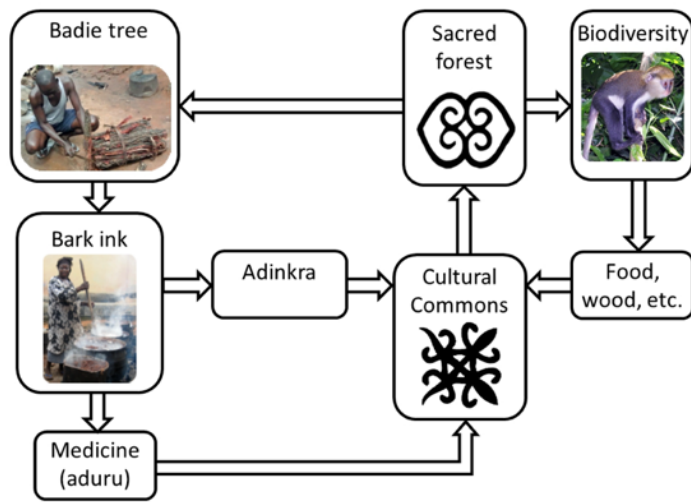 Badie tree
Sacred
forest
Biodiversity
Bark ink
Adinkra
Cultural
Commons
Food,
wood, etc.
Medicine
(aduru)